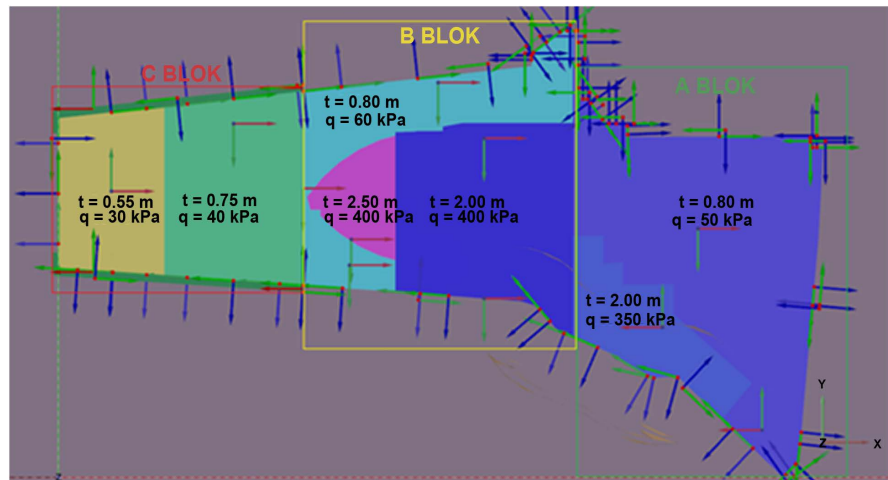 B BLOK
C BLOK
A BLOK
t = 0.80 m
q = 60 kPa
t = 0.55 m
q = 30 kPa
t = 0.75 m
q = 40 kPa
t = 2.50 m
q = 400 kPa
t = 2.00 m
q = 400 kPa
t = 0.80 m
q = 50 kPa
t = 2.00 m
q = 350 kPa
Y
Z
X